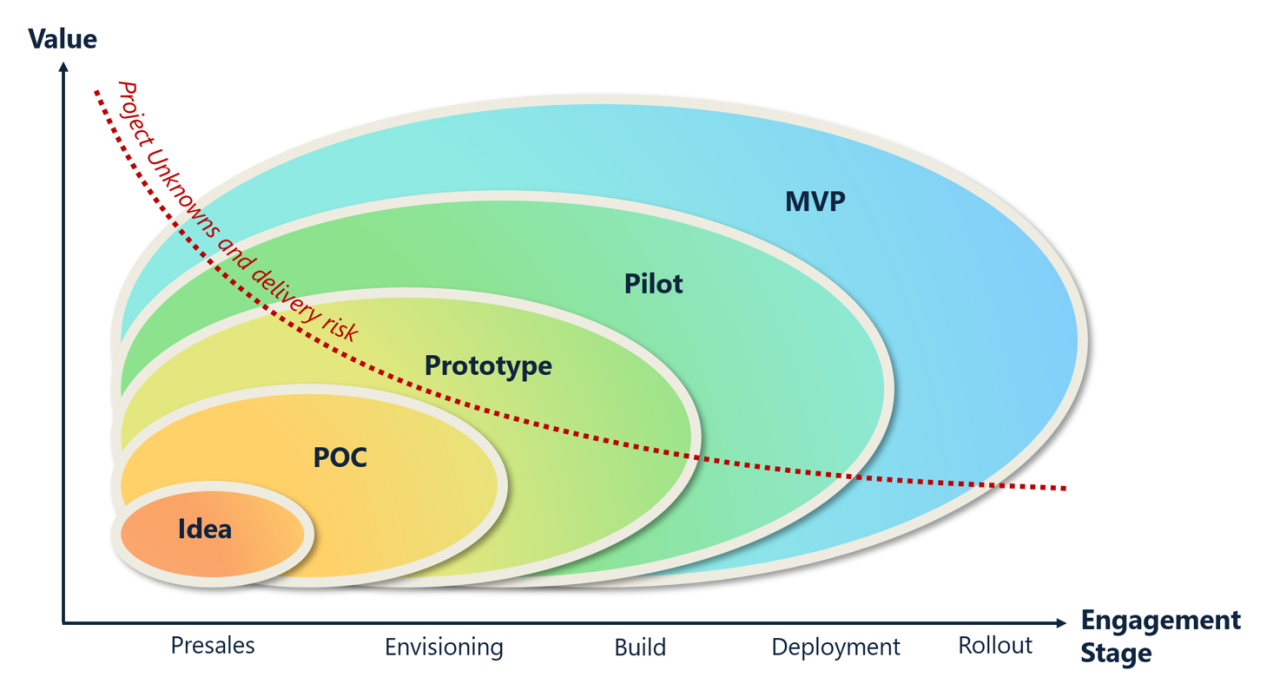 Value
Project Unknowns and delivery risk
MVP
Pilot
Prototype
POC
Idea
Presales
Envisioning
Build
Deployment
Rollout
Engagement
Stage